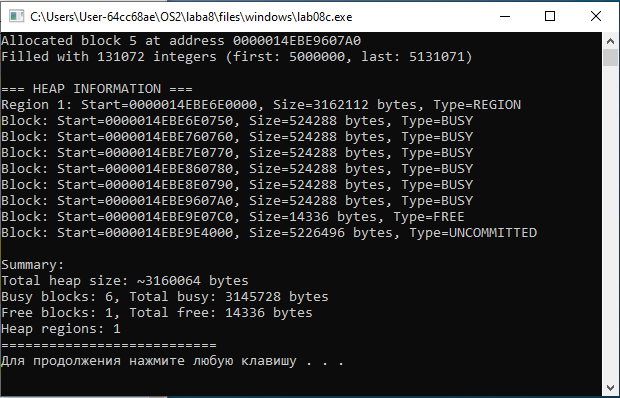 C:\Users\User-64cc68ae\OS2\laba8\files\windows\lab08c.exe
Allocated block 5 at address 0000014EBE9607A0
Filled with 131072 integers (first: 5000000, last: 5131071)
=== HEAP INFORMATION ===
Region 1: Start=0000014EBE6E0000, Size=3162112 bytes, Type=REGION
Block: Start=0000014EBE6E0750, Size=524288 bytes, Type=BUSY
Block: Start=0000014EBE760760, Size=524288 bytes, Type=BUSY
Block: Start=0000014EBE7E0770, Size=524288 bytes, Type=BUSY
Block: Start=0000014EBE860780, Size=524288 bytes, Type=BUSY
Block: Start=0000014EBE8E0790, Size=524288 bytes, Type=BUSY
Block: Start=0000014EBE9607A0, Size=524288 bytes, Type=BUSY
Block: Start=0000014EBE9E07C0, Size=14336 bytes, Type=FREE
Block: Start=0000014EBE9E4000, Size=5226496 bytes, Type=UNCOMMITTED
Summary:
Total heap size: ~3160064 bytes
Busy blocks: 6, Total busy: 3145728 bytes
Free blocks: 1, Total free: 14336 bytes
Heap regions: 1
===========================
Для продолжения нажмите любую клавишу . . .